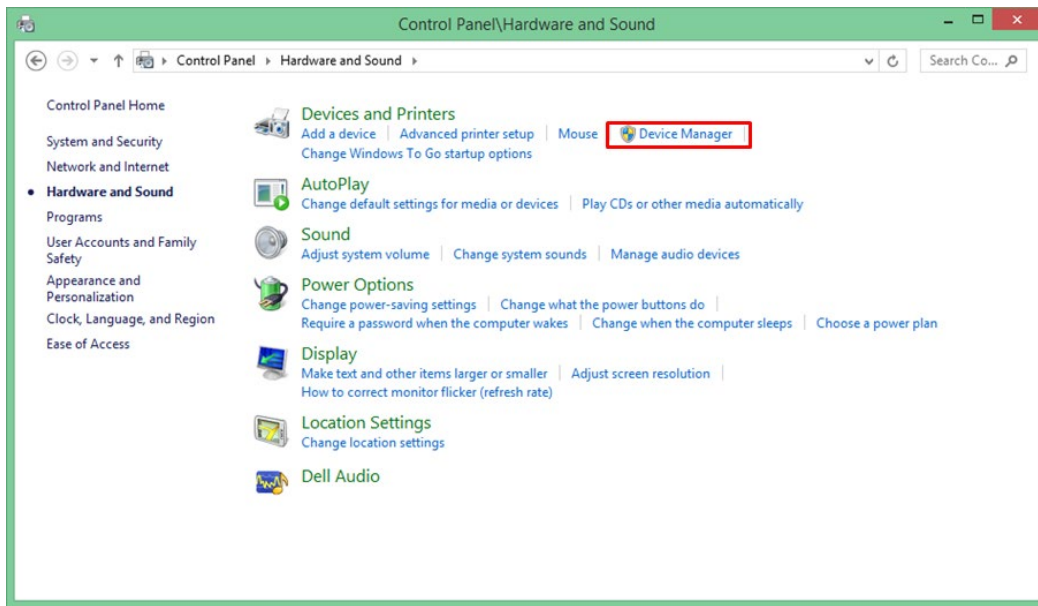 Control Panel\Hardware and Sound
Control Panel Hardware and Sound
Search Co...
Control Panel Home
System and Security
Network and Internet
Hardware and Sound
Programs
User Accounts and Family
Safety
Appearance and
Personalization
Clock, Language, and Region
Ease of Access
Devices and Printers
Add a device Advanced printer setup Mouse Device Manager
Change Windows To Go startup options
AutoPlay
Change default settings for media or devices Play CDs or other media automatically
Sound
Adjust system volume Change system sounds Manage audio devices
Power Options
Change power-saving settings Change what the power buttons do
Require a password when the computer wakes Change when the computer sleeps Choose a power plan
Display
Make text and other items larger or smaller Adjust screen resolution
How to correct monitor flicker (refresh rate)
Location Settings
Change location settings
Dell Audio